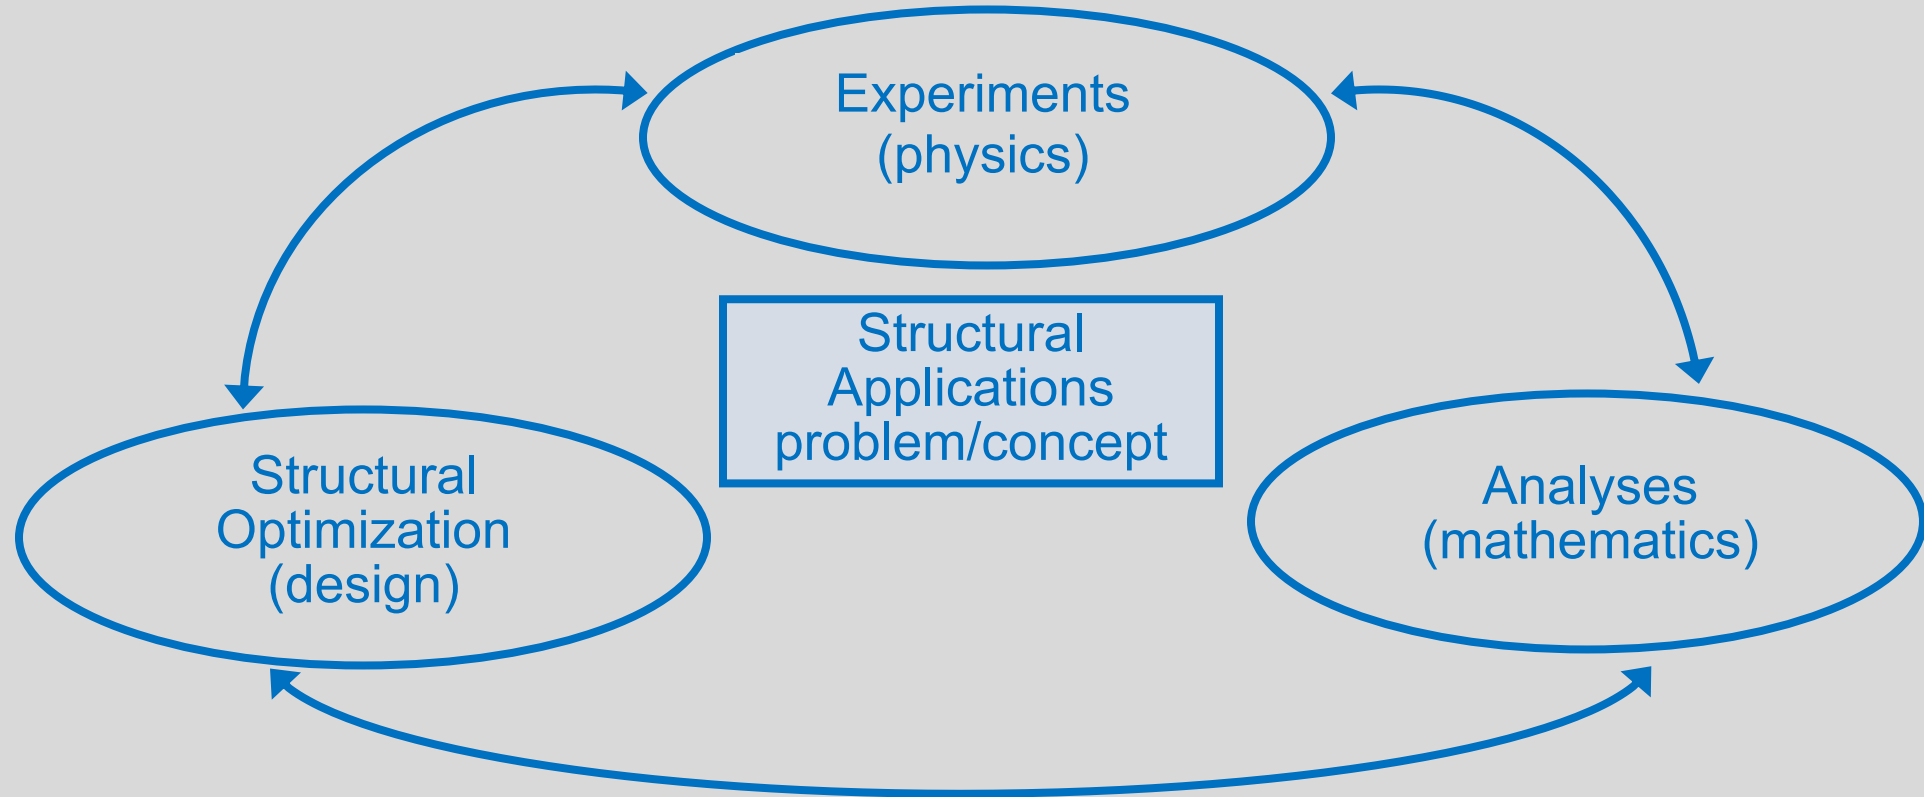 Experiments
(physics)
Structural
Applications
problem/concept
Structural
Optimization
(design)
Analyses
(mathematics)